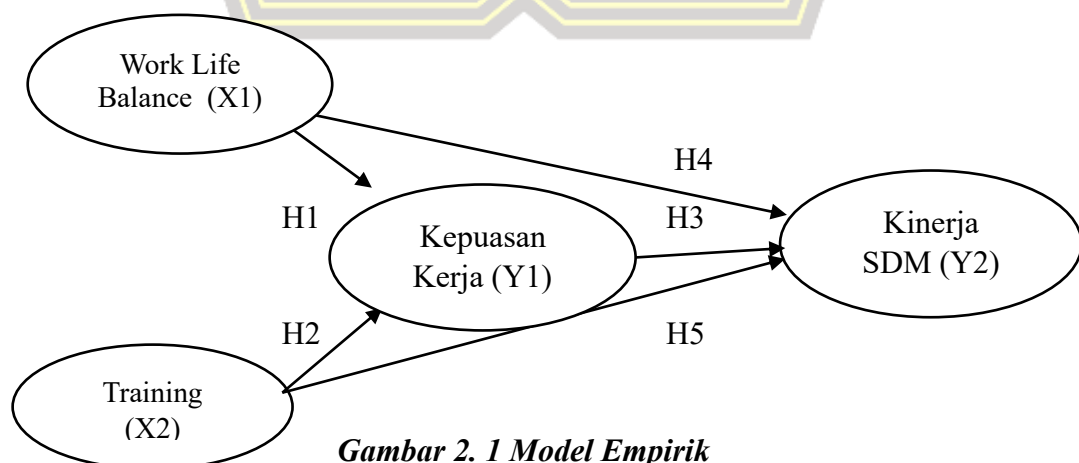 Work Life
Balance (X1)
H4
H1
H3
Kepuasan
Kerja (Y1)
Kinerja
SDM (Y2)
H2
H5
Training
(X2)
Gambar 2. 1 Model Empirik